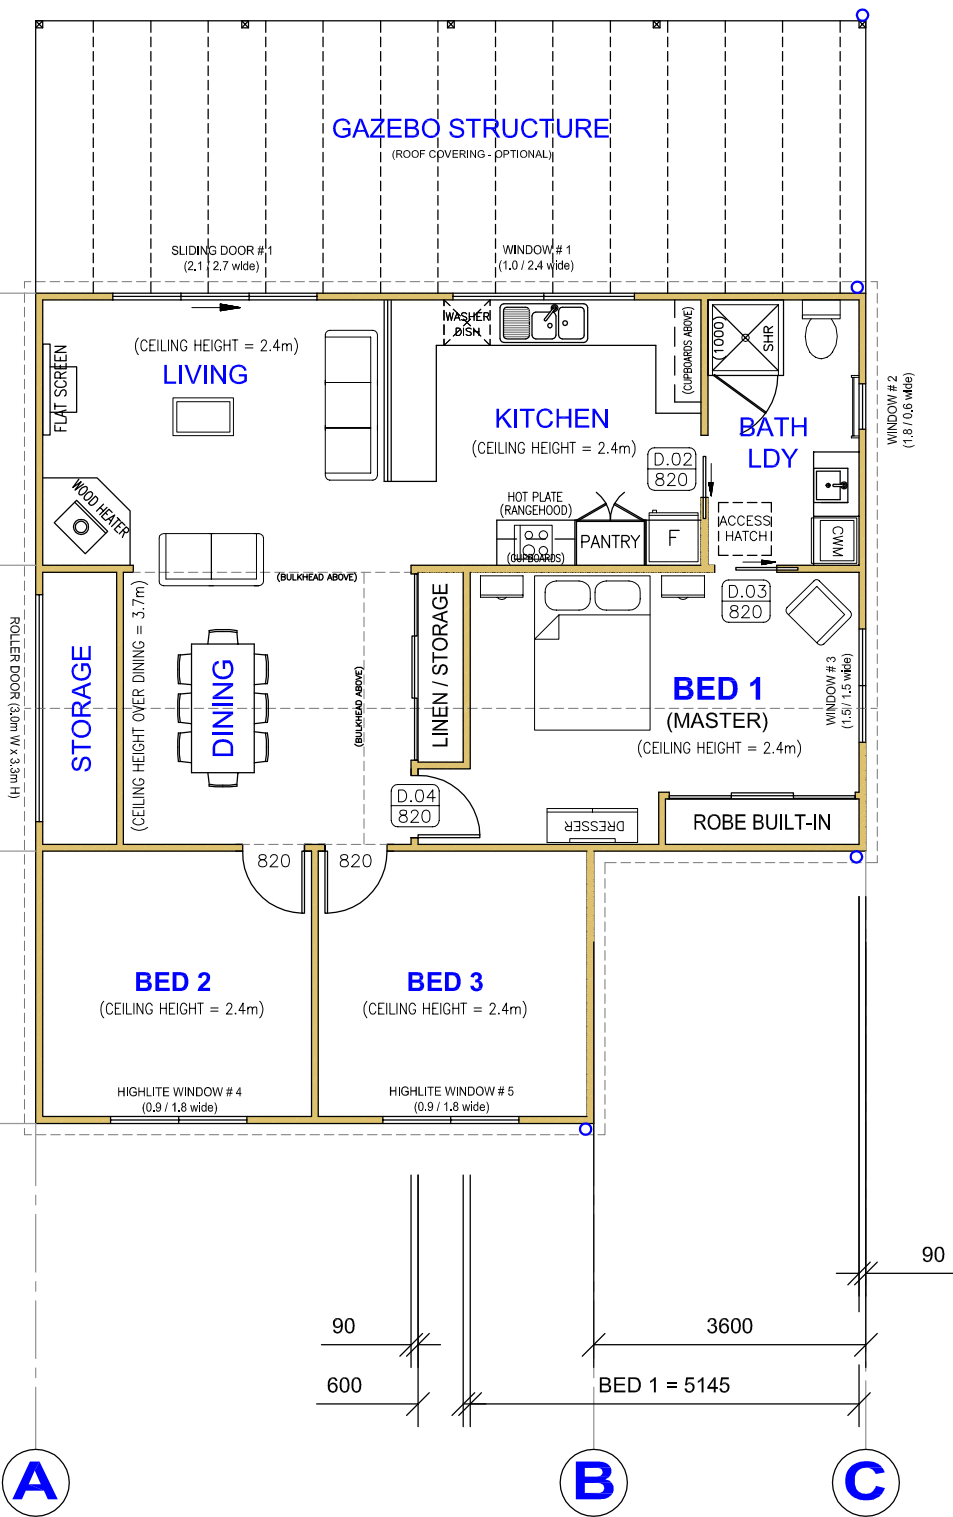 GAZEBO STRUCTURE
(ROOF COVERING - OPTIONAL)
SLIDING DOOR # 1
(2.1 / 2.7 wide)
WINDOW # 1
(1.0 / 2.4 wide)
(CEILING HEIGHT = 2.4m)
LIVING
FLAT SCREEN
WOOD HEATER
WASHER
DISH
(CUPBOARDS ABOVE)
KITCHEN
(CEILING HEIGHT = 2.4m)
HOT PLATE
(RANGEHOOD)
(CUPBOARDS)
PANTRY
F
D.02
820
(1000)
SHR
BATH
LDY
WINDOW # 2
(1.8 / 0.6 wide)
ACCESS
HATCH
CWM
D.03
820
(BULKHEAD ABOVE)
ROLLER DOOR (3.0m W x 3.3m H)
STORAGE
(CEILING HEIGHT OVER DINING = 3.7m)
DINING
(BULKHEAD ABOVE)
LINEN / STORAGE
BED 1
(MASTER)
(CEILING HEIGHT = 2.4m)
WINDOW # 3
(1.5 / 1.5 wide)
D.04
820
DRESSER
ROBE BUILT-IN
820
820
BED 2
(CEILING HEIGHT = 2.4m)
BED 3
(CEILING HEIGHT = 2.4m)
HIGHLITE WINDOW # 4
(0.9 / 1.8 wide)
HIGHLITE WINDOW # 5
(0.9 / 1.8 wide)
90
90
3600
600
BED 1 = 5145
A
B
C